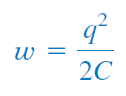 w = q²/2C